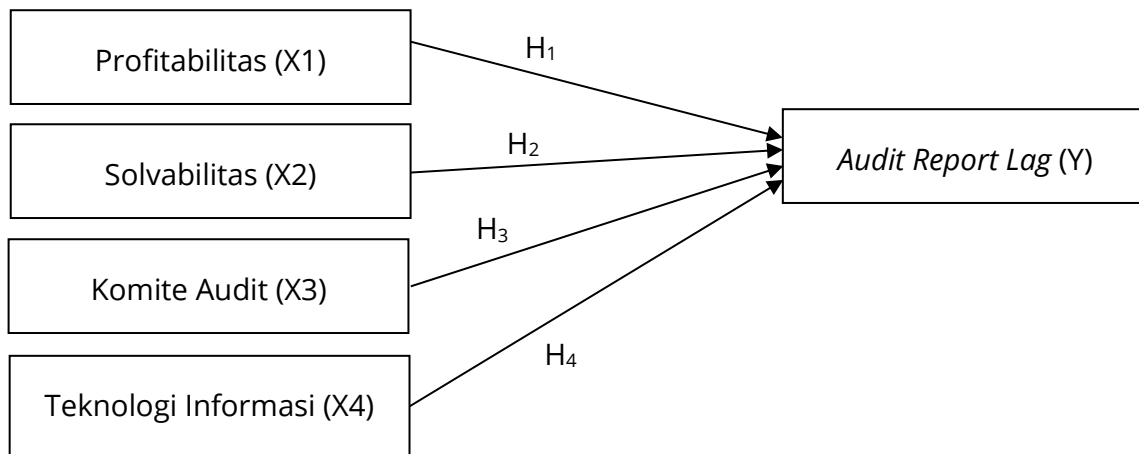 Profitabilitas (X1)
H1
Solvabilitas (X2)
H2
Audit Report Lag (Y)
Komite Audit (X3)
H3
Teknologi Informasi (X4)
H4